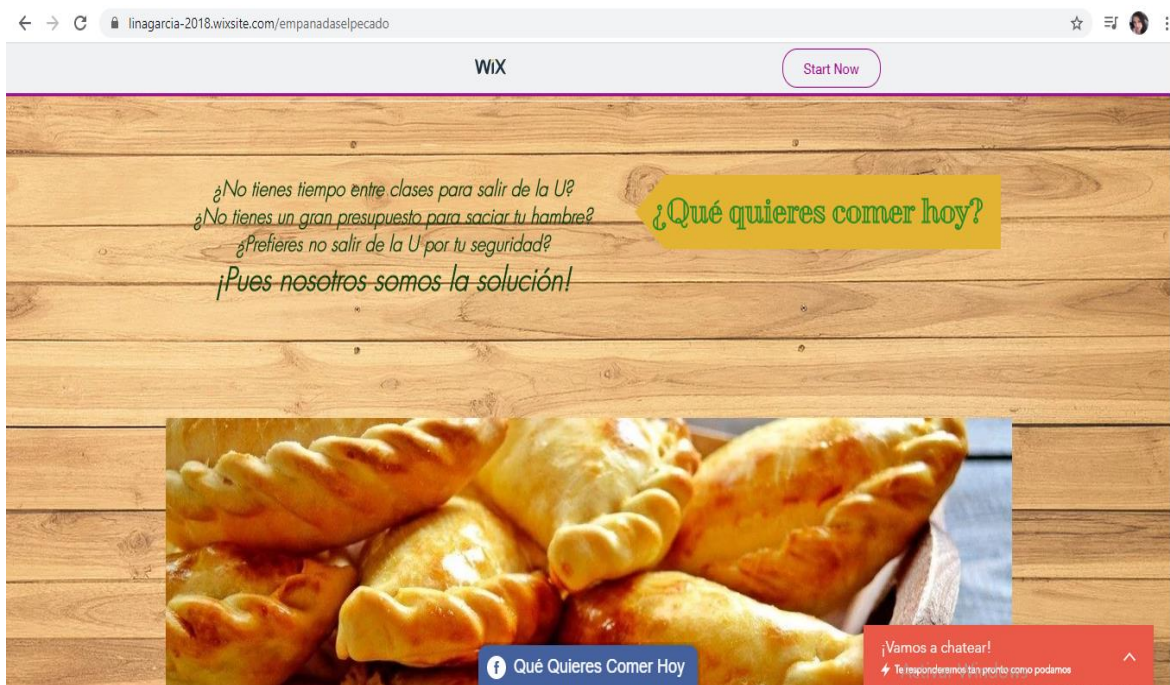 linagarcia-2018.wixsite.com/empanadaselpecado
WiX
Start Now
¿No tienes tiempo entre clases para salir de la U?
¿No tienes un gran presupuesto para saciar tu hambre?
¿Prefieres no salir de la U por tu seguridad?
¡Pues nosotros somos la solución!
¿Qué quieres comer hoy?
f Qué Quieres Comer Hoy
¡Vamos a chatear!
Te responderemos tan pronto como podamos
Activar Windows